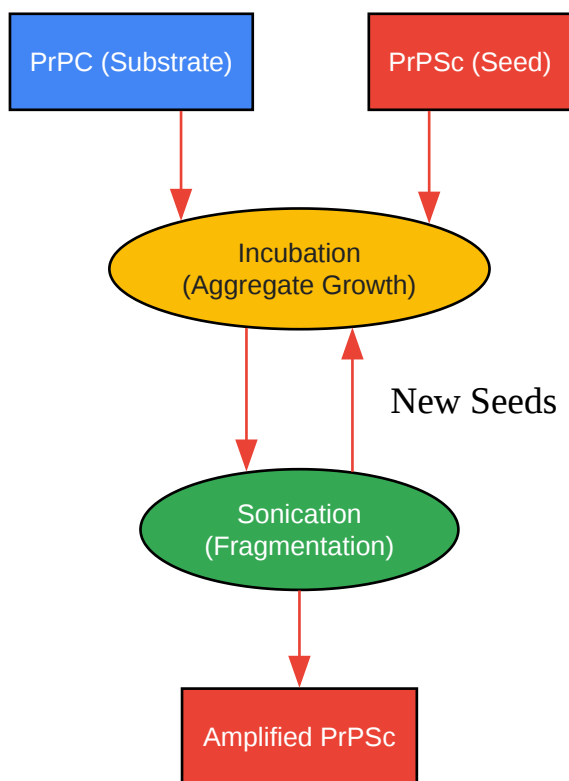 PrPC (Substrate)
PrPSc (Seed)
Incubation
(Aggregate Growth)
New Seeds
Sonication
(Fragmentation)
Amplified PrPSc